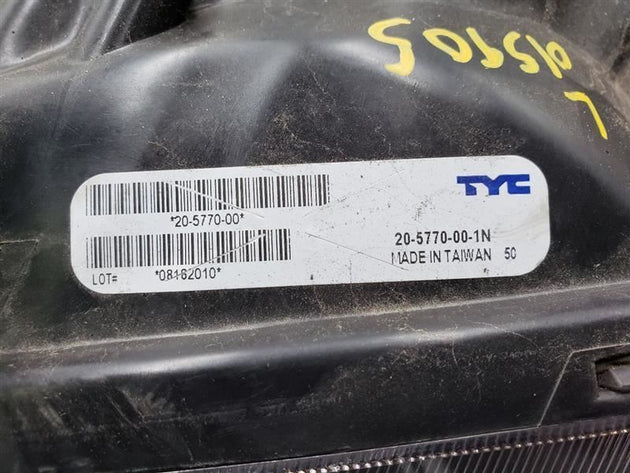 TYC
*20-5770-00*
20-5770-00-1N
MADE IN TAIWAN 50
LOT# *08162010*